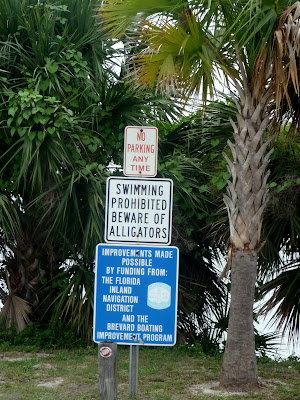 NO
PARKING
ANY
TIME
SWIMMING
PROHIBITED
BEWARE OF
ALLIGATORS
IMPROVEMENTS MADE
POSSIBLE
BY FUNDING FROM:
THE FLORIDA
INLAND
NAVIGATION
DISTRICT
AND THE
BREVARD BOATING
IMPROVEMENT PROGRAM